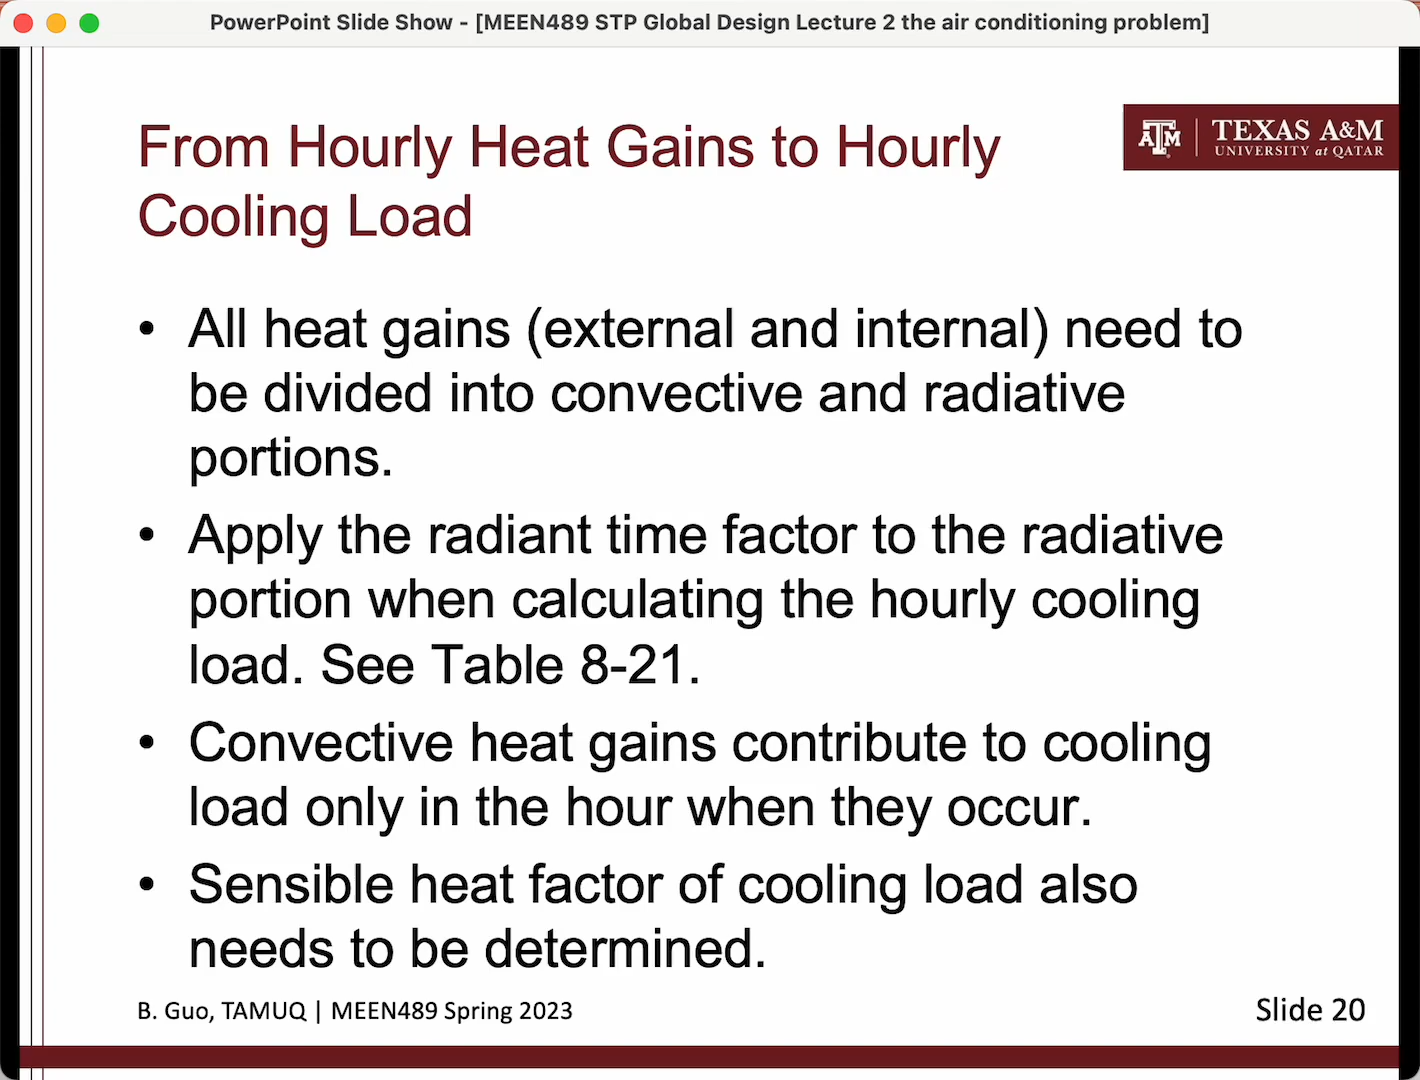 PowerPoint Slide Show - [MEEN489 STP Global Design Lecture 2 the air conditioning problem]
From Hourly Heat Gains to Hourly
Cooling Load
ATM
TEXAS A&M
UNIVERSITY at QATAR
• All heat gains (external and internal) need to
be divided into convective and radiative
portions.
• Apply the radiant time factor to the radiative
portion when calculating the hourly cooling
load. See Table 8-21.
• Convective heat gains contribute to cooling
load only in the hour when they occur.
• Sensible heat factor of cooling load also
needs to be determined.
B. Guo, TAMUQ | MEEN489 Spring 2023
Slide 20